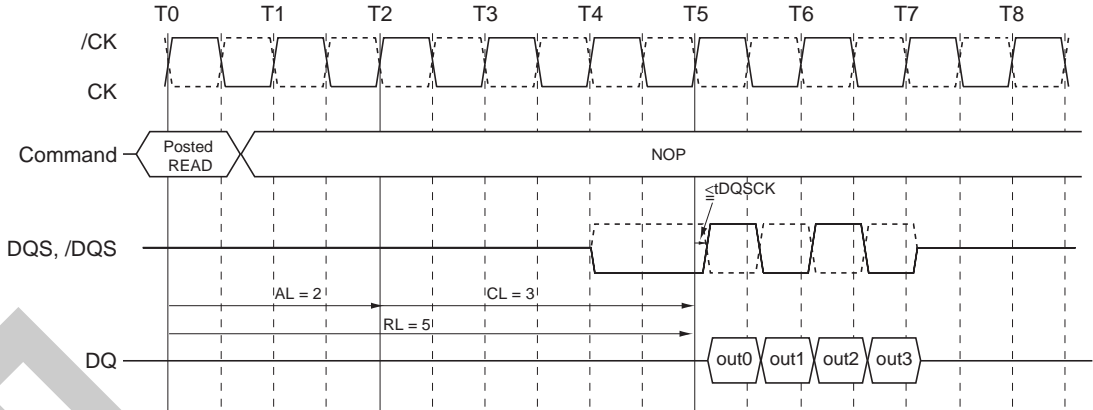 T0 T1 T2 T3 T4 T5 T6 T7 T8
/CK
CK
Command
Posted
READ
NOP
≤tDQSCK
DQS, /DQS
AL = 2
CL = 3
RL = 5
DQ
out0 out1 out2 out3